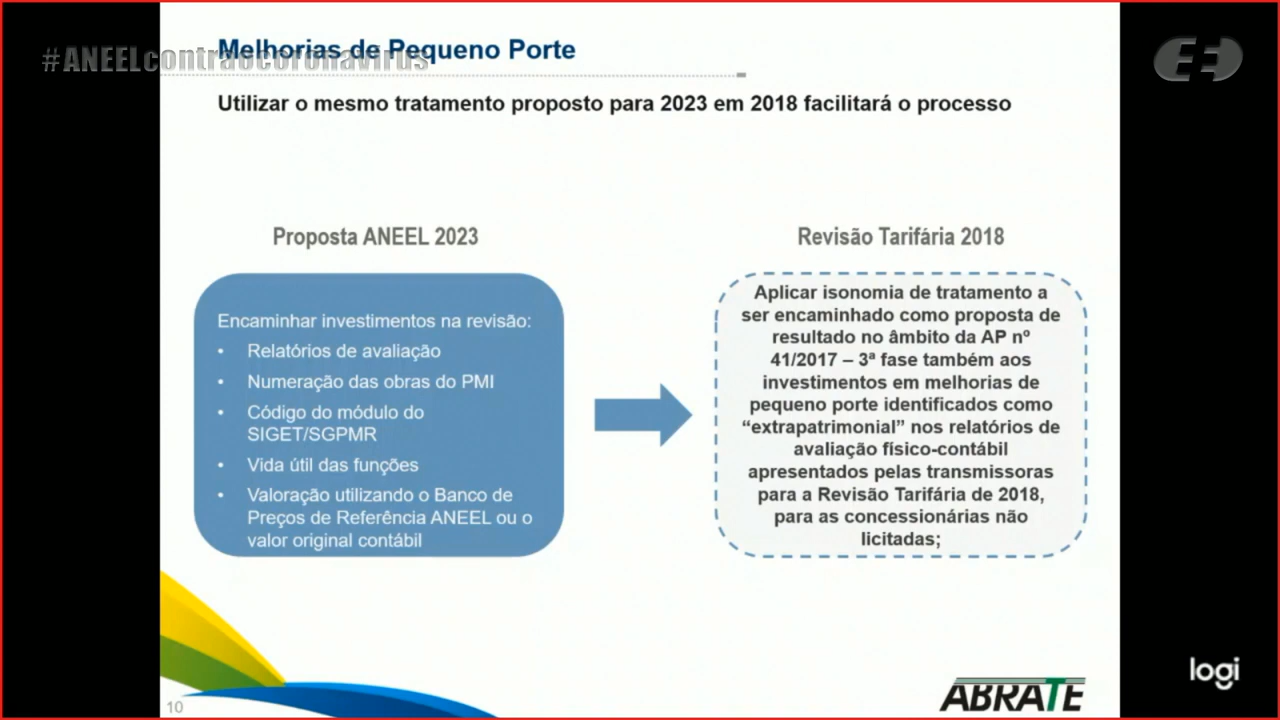 Melhorias de Pequeno Porte
#ANEELcontraocoronavirus
Utilizar o mesmo tratamento proposto para 2023 em 2018 facilitará o processo
Proposta ANEEL 2023
Encaminhar investimentos na revisão:
• Relatórios de avaliação
• Numeração das obras do PMI
• Código do módulo do
SIGET/SGPMR
• Vida útil das funções
• Valoração utilizando o Banco de
Preços de Referência ANEEL ou o
valor original contábil
Revisão Tarifária 2018
Aplicar isonomia de tratamento a
ser encaminhado como proposta de
resultado no âmbito da AP nº
41/2017 – 3ª fase também aos
investimentos em melhorias de
pequeno porte identificados como
“extrapatrimonial” nos relatórios de
avaliação físico-contábil
apresentados pelas transmissoras
para a Revisão Tarifária de 2018,
para as concessionárias não
licitadas;
10
ABRATE
logi